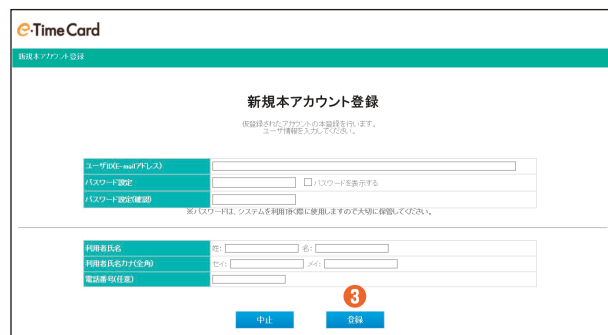 e-Time Card
新規本アカウント登録
新規本アカウント登録
仮登録されたアカウントの本登録を行います。
ユーザ情報を入力してください。
ユーザID(E-mailアドレス)
パスワード設定 パスワードを表示する
パスワード設定(確認)
※パスワードは、システムを利用頂く際に使用しますので大切に保管してください。
利用者氏名 姓: 名:
利用者氏名カナ(全角) セイ: メイ:
電話番号(任意)
3
中止 登録